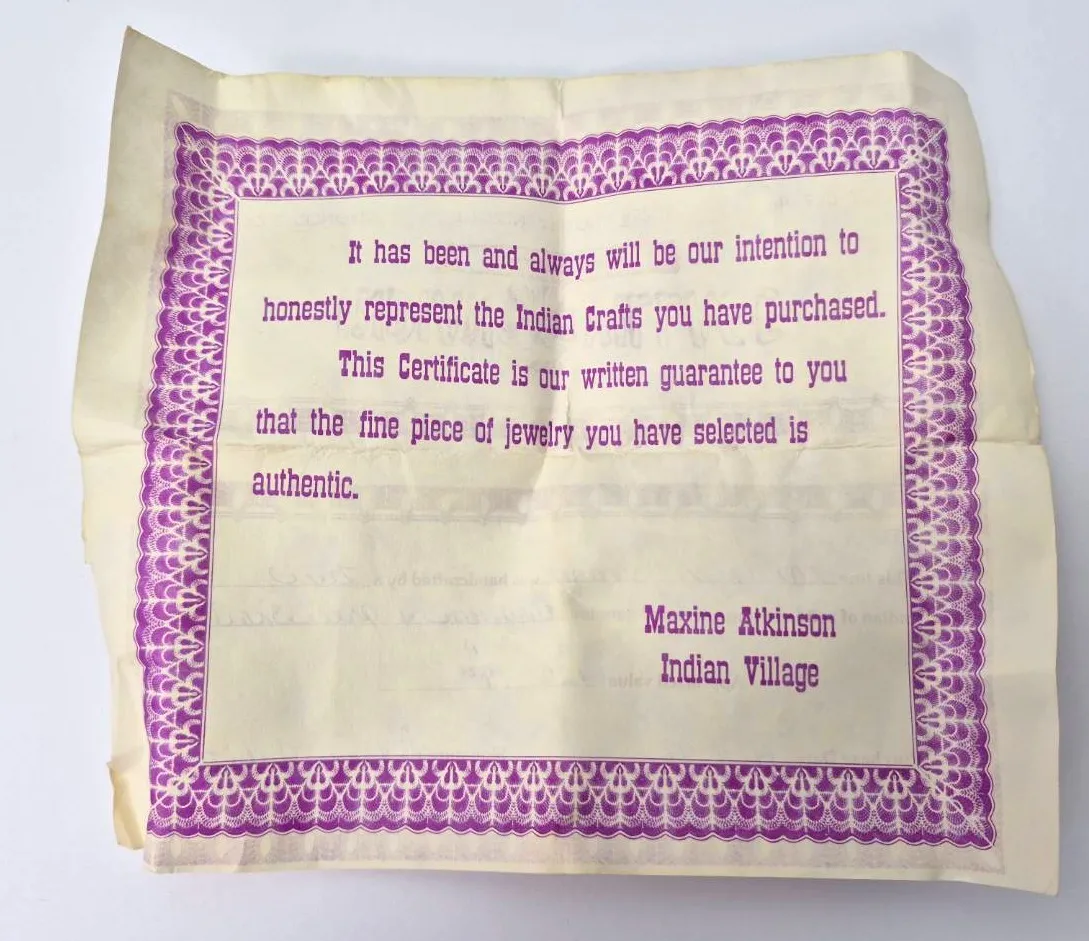 It has been and always will be our intention to
honestly represent the Indian Crafts you have purchased.
This Certificate is our written guarantee to you
that the fine piece of jewelry you have selected is
authentic.
Maxine Atkinson
Indian Village